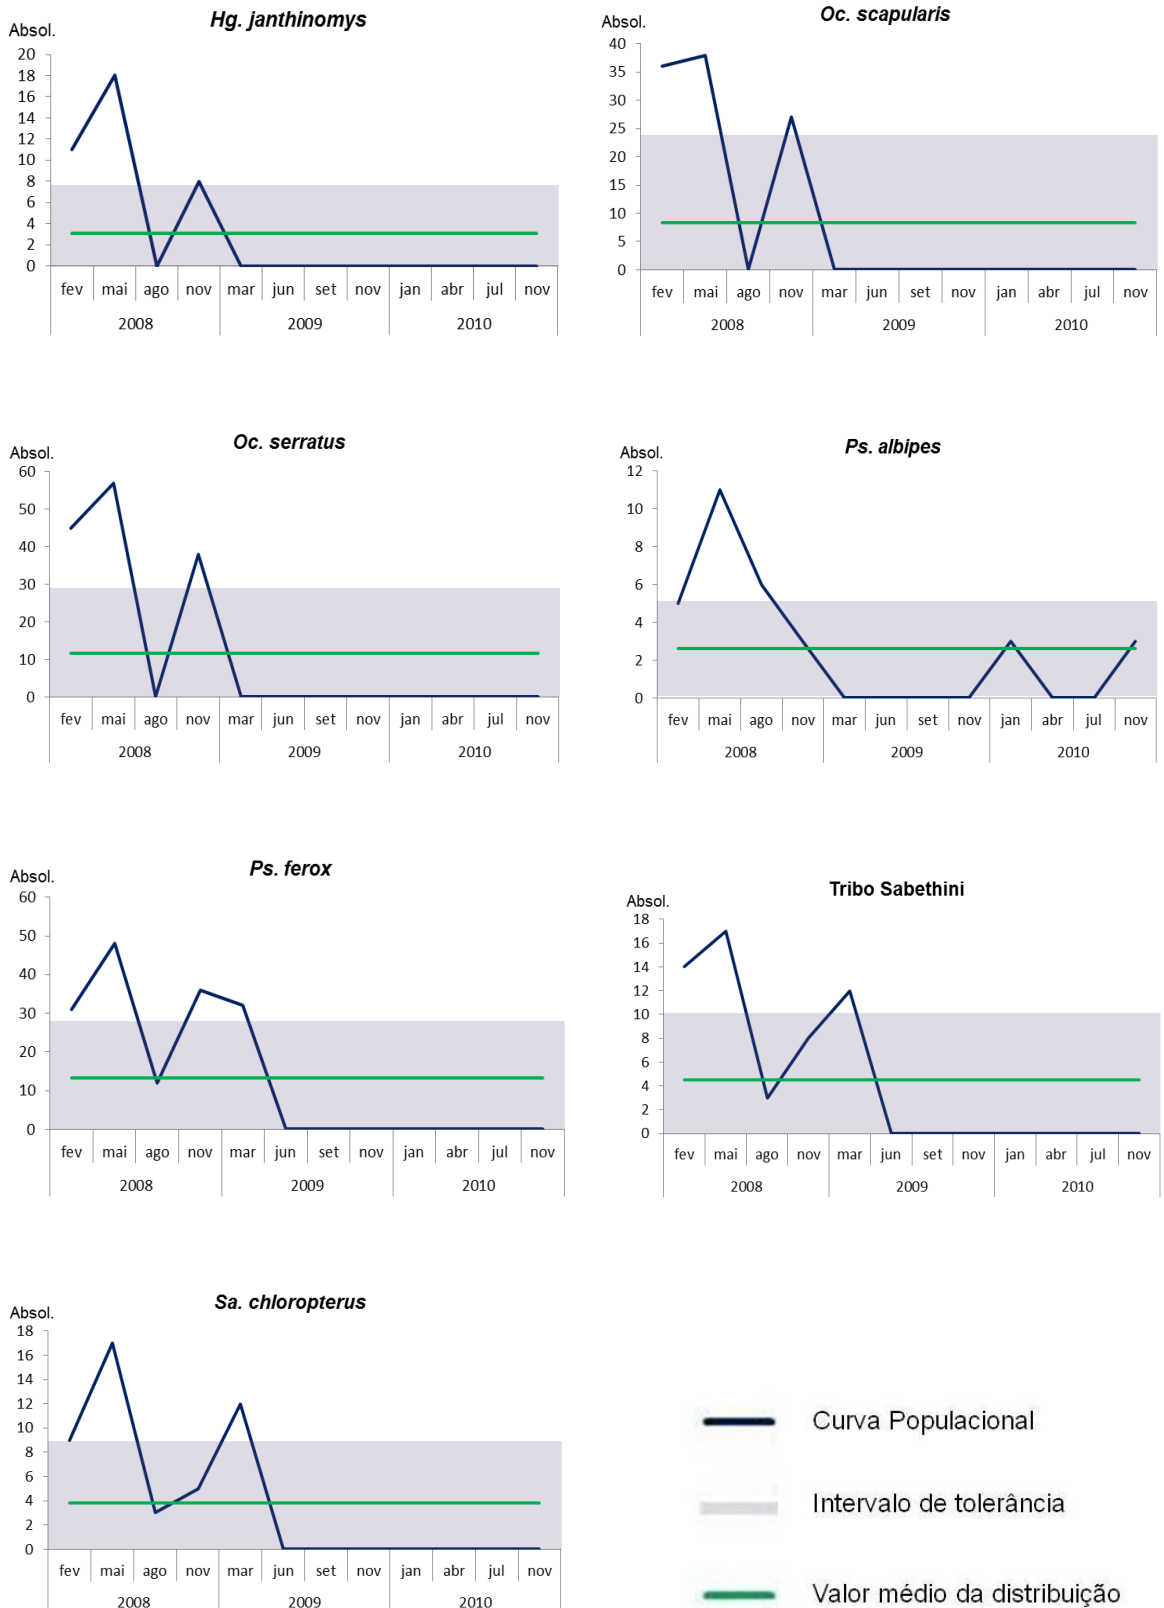 Hg. janthinomys
Absol.
20
18
16
14
12
10
8
6
4
2
0
fev mai ago nov mar jun set nov jan abr jul nov
2008 2009 2010
Oc. scapularis
Absol.
40
35
30
25
20
15
10
5
0
fev mai ago nov mar jun set nov jan abr jul nov
2008 2009 2010
Oc. serratus
Absol.
60
50
40
30
20
10
0
fev mai ago nov mar jun set nov jan abr jul nov
2008 2009 2010
Ps. albipes
Absol.
12
10
8
6
4
2
0
fev mai ago nov mar jun set nov jan abr jul nov
2008 2009 2010
Ps. ferox
Absol.
60
50
40
30
20
10
0
fev mai ago nov mar jun set nov jan abr jul nov
2008 2009 2010
Tribo Sabethini
Absol.
18
16
14
12
10
8
6
4
2
0
fev mai ago nov mar jun set nov jan abr jul nov
2008 2009 2010
Sa. chloropterus
Absol.
18
16
14
12
10
8
6
4
2
0
fev mai ago nov mar jun set nov jan abr jul nov
2008 2009 2010
Curva Populacional
Intervalo de tolerância
Valor médio da distribuição